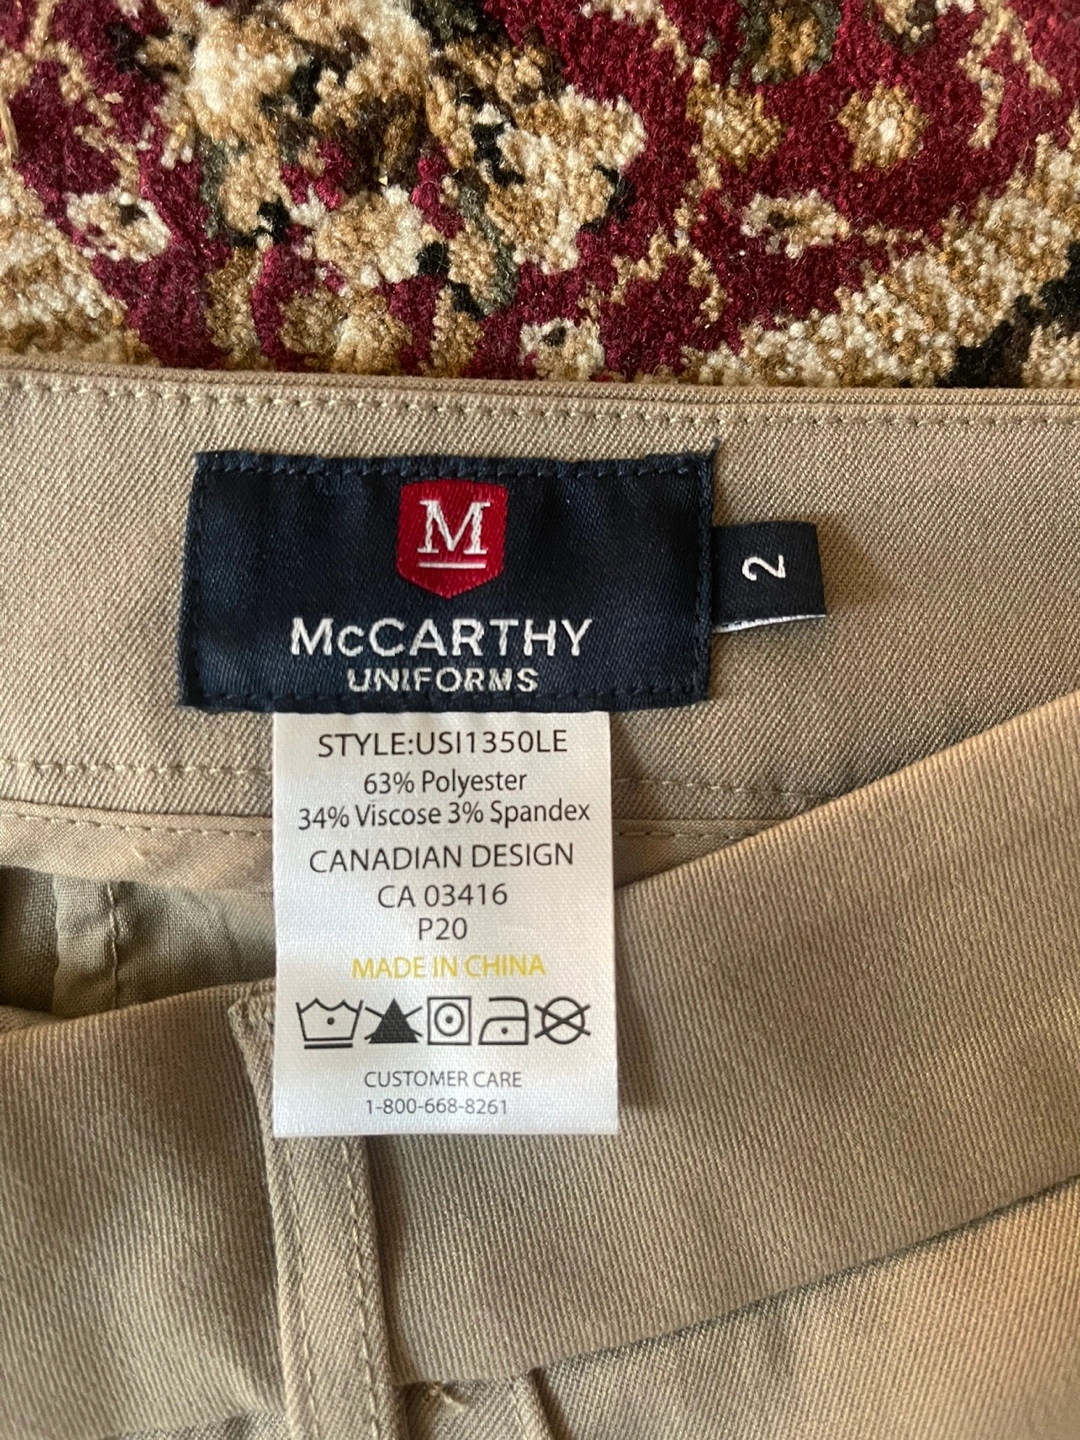 M
McCARTHY
UNIFORMS
2
STYLE:USI1350LE
63% Polyester
34% Viscose 3% Spandex
CANADIAN DESIGN
CA 03416
P20
MADE IN CHINA
CUSTOMER CARE
1-800-668-8261